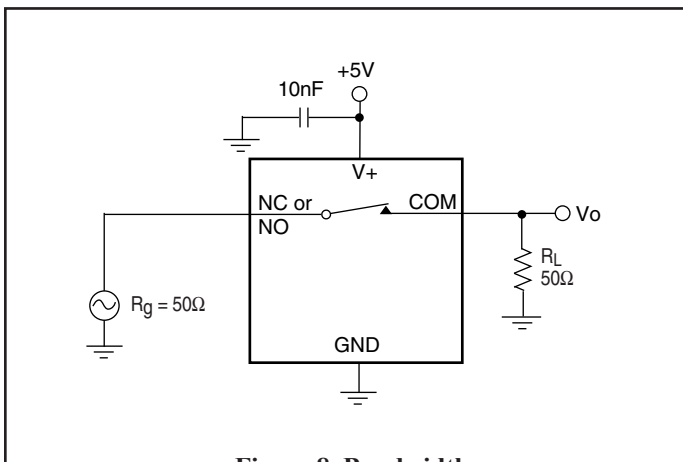 +5V
10nF
V+
NC or
NO
COM
Vo
RL
50Ω
Rg = 50Ω
GND